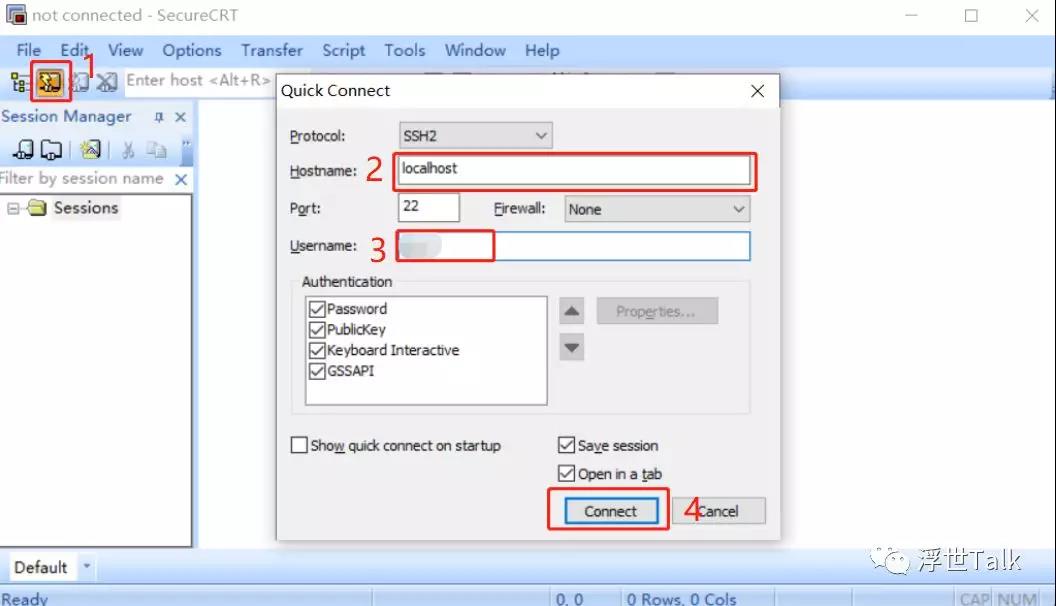 not connected - SecureCRT
File Edit View Options Transfer Script Tools Window Help
1
Enter host <Alt+R>
Quick Connect
Session Manager
Protocol: SSH2
Hostname: 2 localhost
Filter by session name
Port: 22 Firewall: None
Sessions
Username: 3
Authentication
Password
Properties...
PublicKey
Keyboard Interactive
GSSAPI
Show quick connect on startup
Save session
Open in a tab
Connect 4 Cancel
Default
浮世Talk
Ready 0, 0 0 Rows, 0 Cols CAP NUM